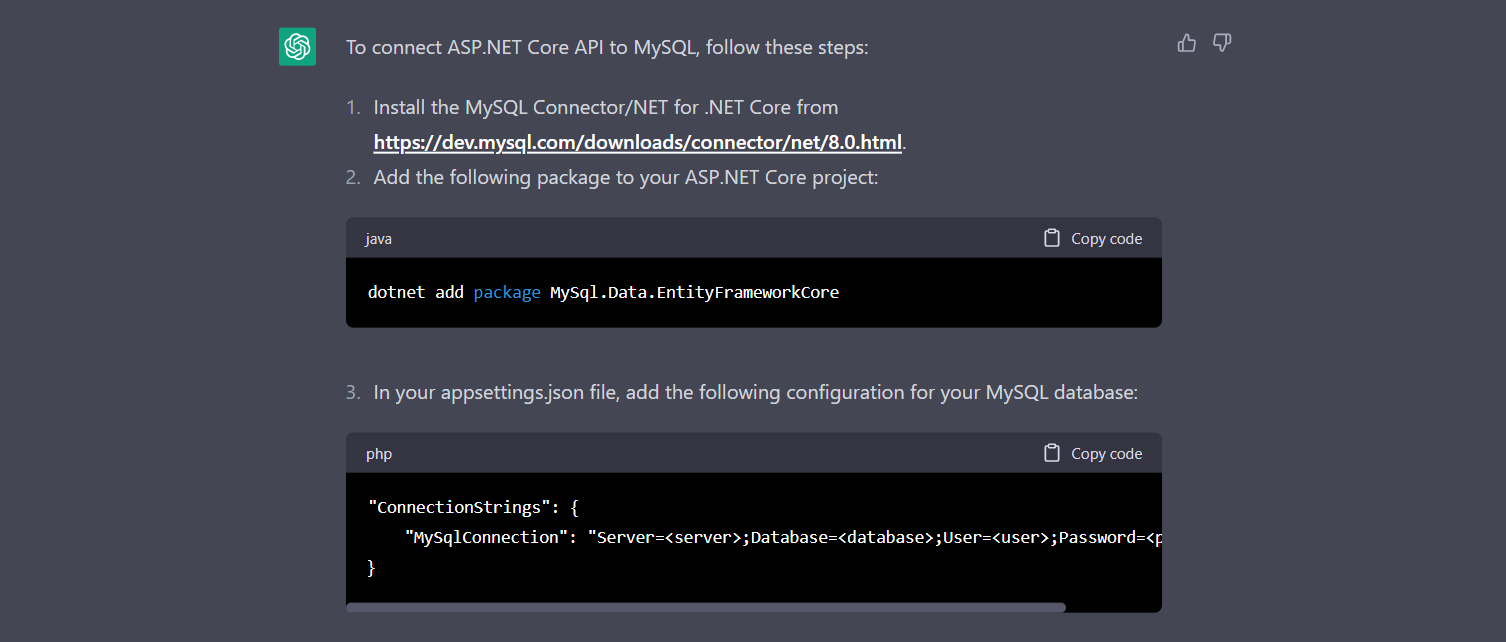 To connect ASP.NET Core API to MySQL, follow these steps:
1. Install the MySQL Connector/NET for .NET Core from
https://dev.mysql.com/downloads/connector/net/8.0.html.
2. Add the following package to your ASP.NET Core project:
java Copy code
dotnet add package MySql.Data.EntityFrameworkCore
3. In your appsettings.json file, add the following configuration for your MySQL database:
php Copy code
"ConnectionStrings": {
"MySqlConnection": "Server=<server>;Database=<database>;User=<user>;Password=<p
}